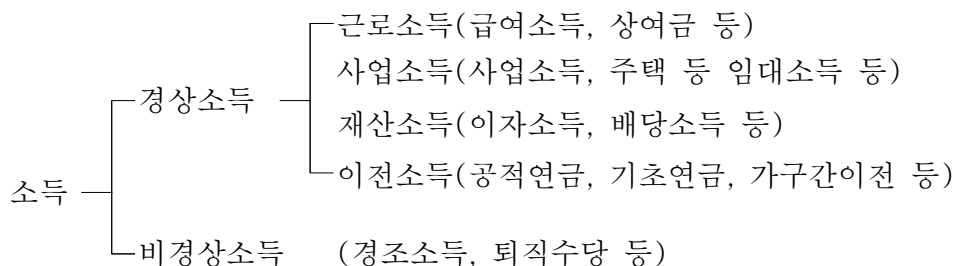 근로소득(급여소득, 상여금 등)
사업소득(사업소득, 주택 등 임대소득 등)
경상소득
재산소득(이자소득, 배당소득 등)
이전소득(공적연금, 기초연금, 가구간이전 등)
소득
비경상소득 (경조소득, 퇴직수당 등)